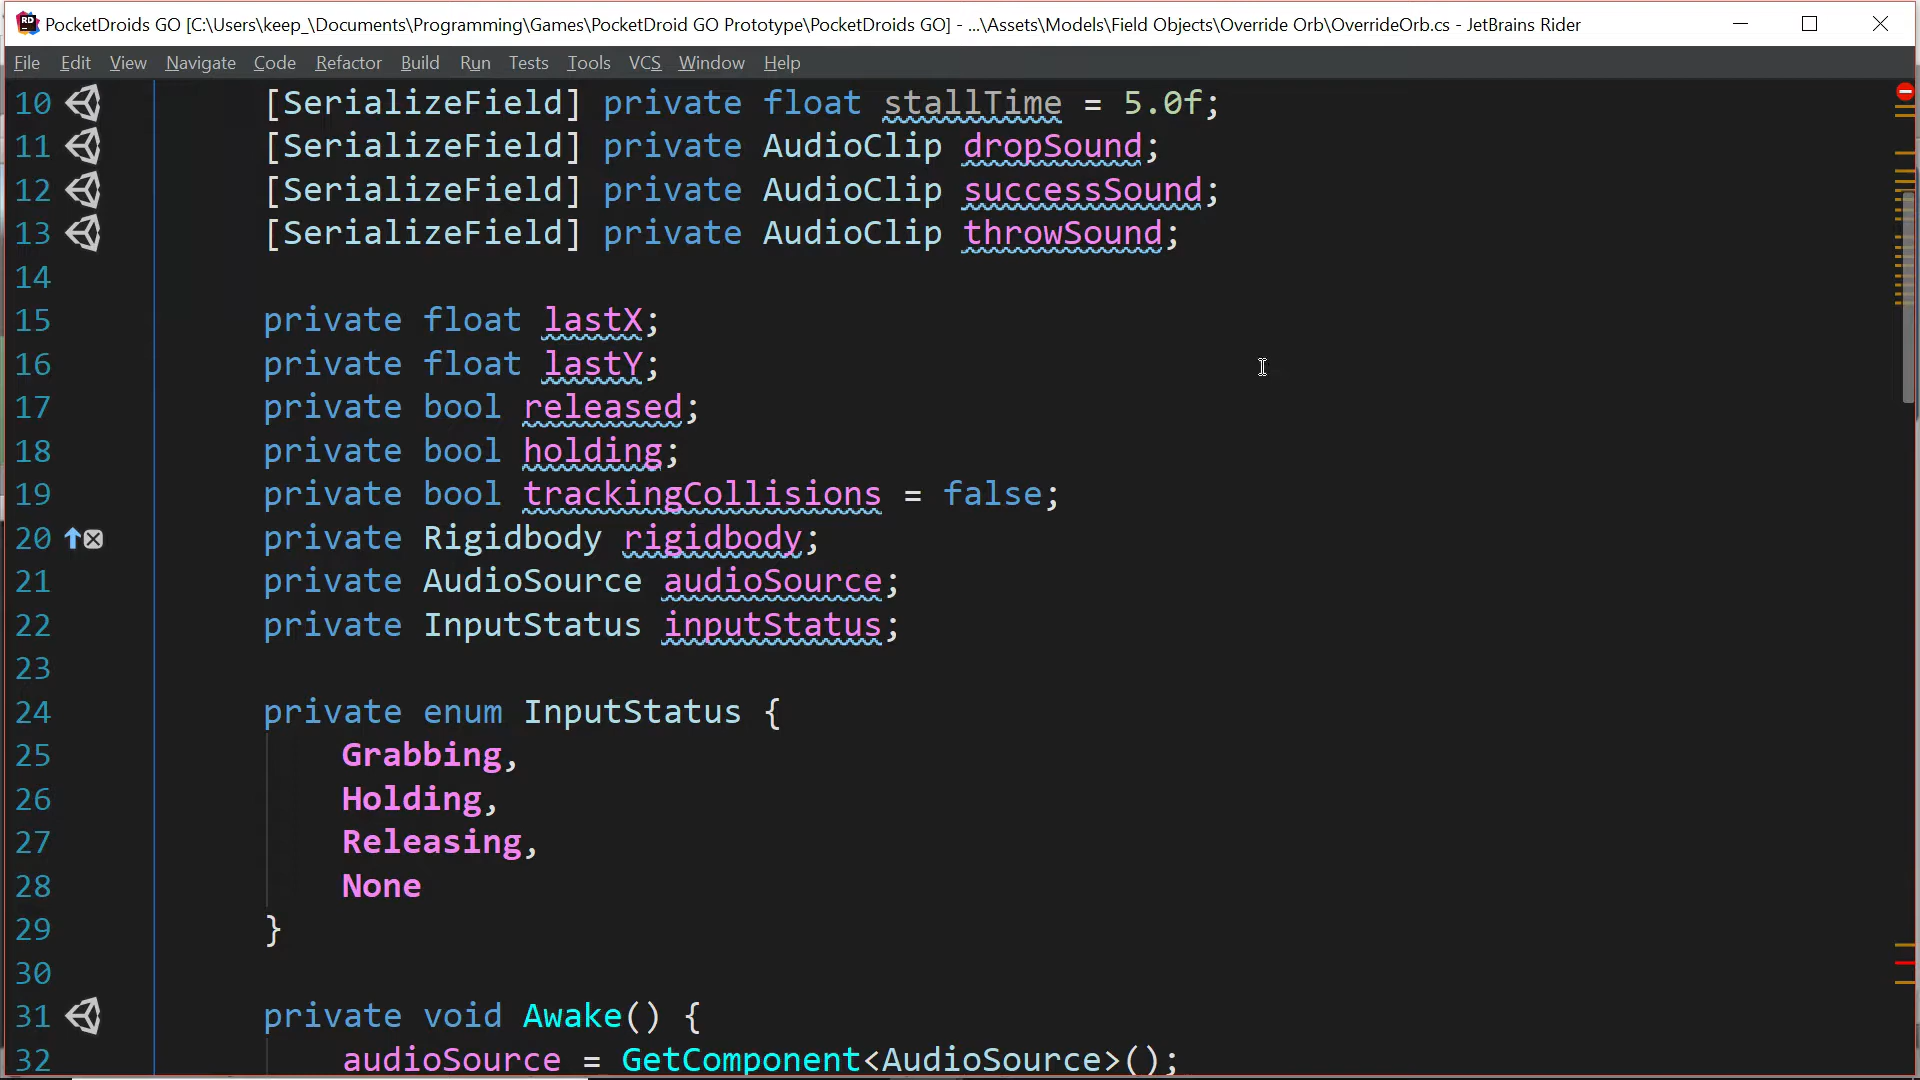 PocketDroids GO [C:\Users\keep_\Documents\Programming\Games\PocketDroid GO Prototype\PocketDroids GO] - ...\Assets\Models\Field Objects\Override Orb\OverrideOrb.cs - JetBrains Rider
File Edit View Navigate Code Refactor Build Run Tests Tools VCS Window Help
10 [SerializeField] private float stallTime = 5.0f;
11 [SerializeField] private AudioClip dropSound;
12 [SerializeField] private AudioClip successSound;
13 [SerializeField] private AudioClip throwSound;
14
15 private float lastX;
16 private float lastY;
17 private bool released;
18 private bool holding;
19 private bool trackingCollisions = false;
20 private Rigidbody rigidbody;
21 private AudioSource audioSource;
22 private InputStatus inputStatus;
23
24 private enum InputStatus {
25 Grabbing,
26 Holding,
27 Releasing,
28 None
29 }
30
31 private void Awake() {
32 audioSource = GetComponent<AudioSource>();